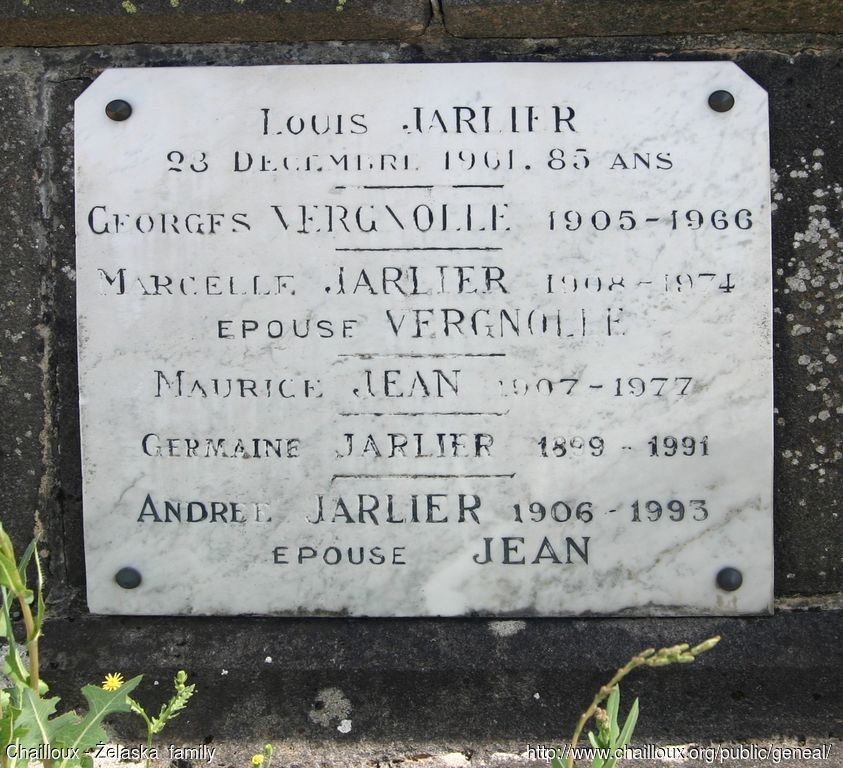 LOUIS JARLIER
23 DECEMBRE 1961. 85 ANS
GEORGES VERGNOLLE 1905-1966
MARCELLE JARLIER 1908-1974
EPOUSE VERGNOLLE
MAURICE JEAN 1907-1977
GERMAINE JARLIER 1899-1991
ANDREE JARLIER 1906-1993
EPOUSE JEAN
Chailloux - Želaska family http://www.chailloux.org/public/geneal/